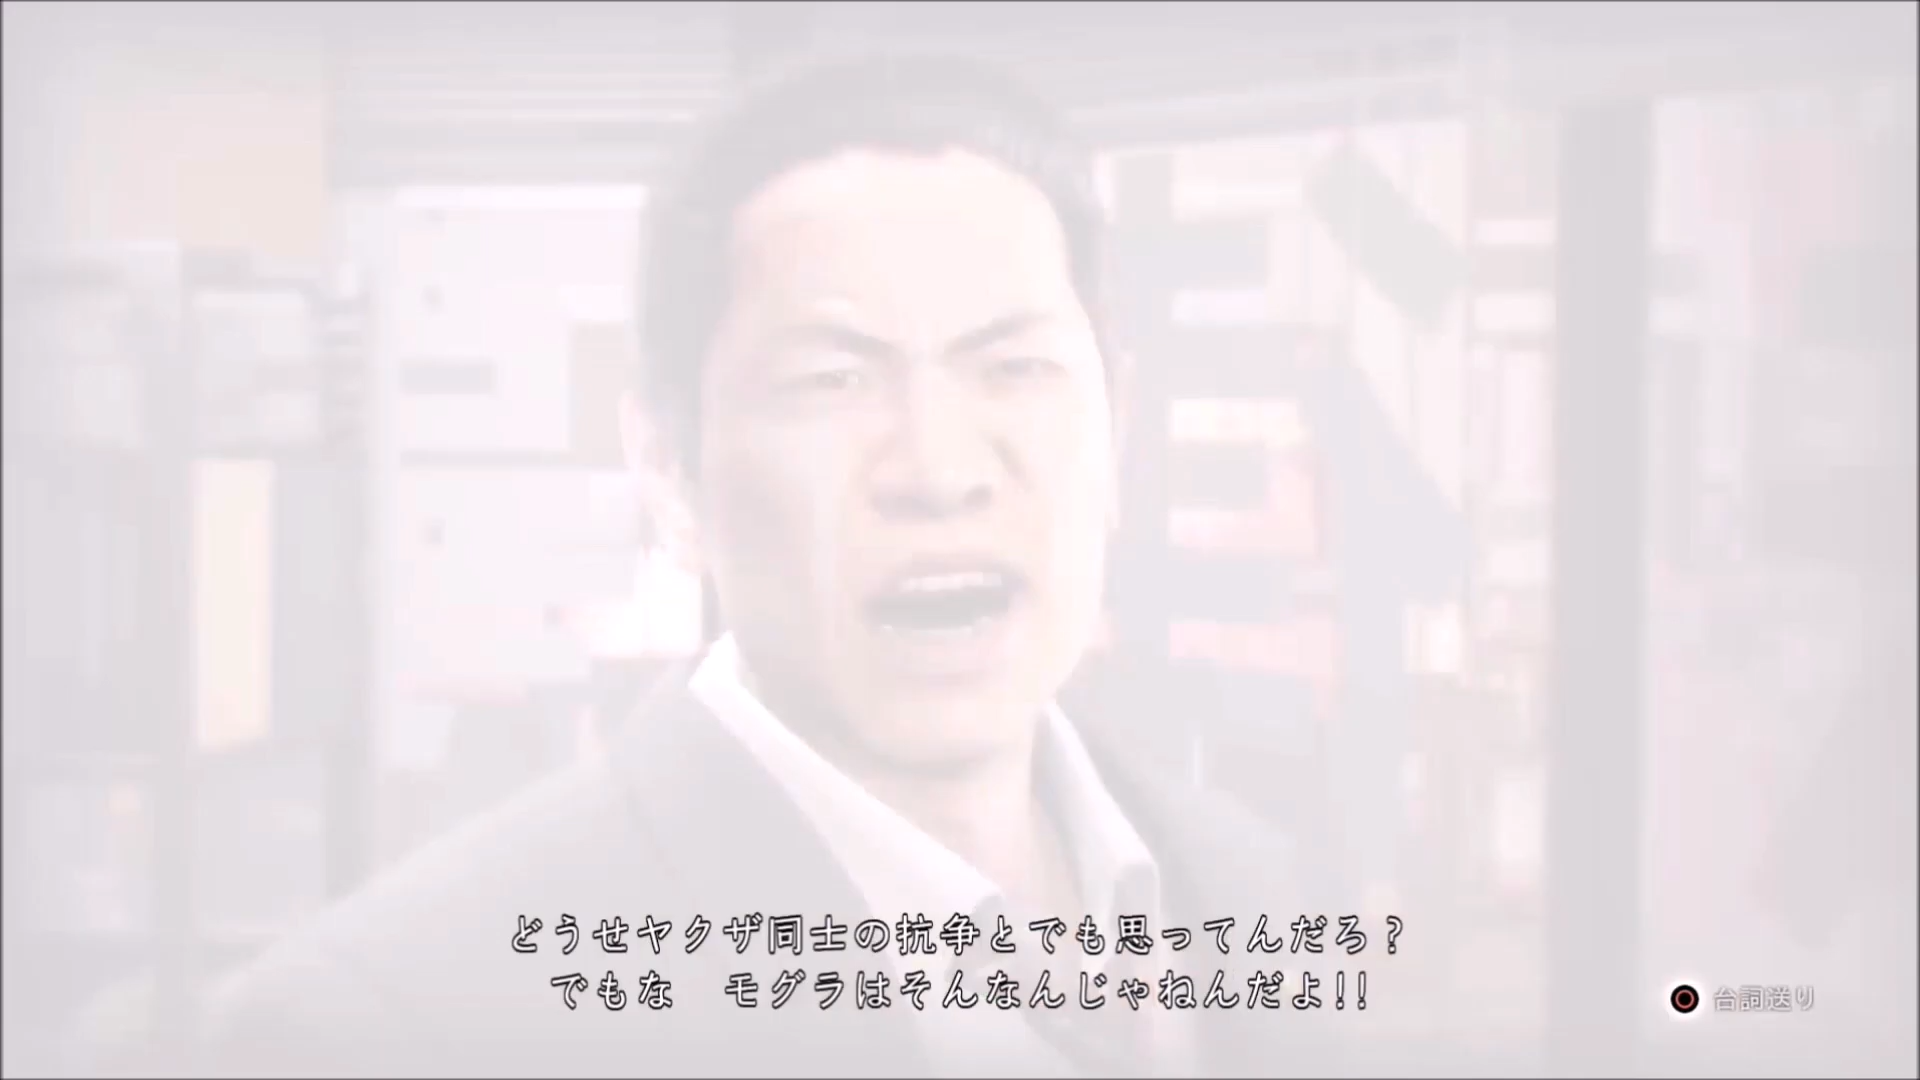 どうせヤクザ同士の抗争とでも思ってんだろ？
でもな　モグラはそんなんじゃねんだよ!!
台詞送り